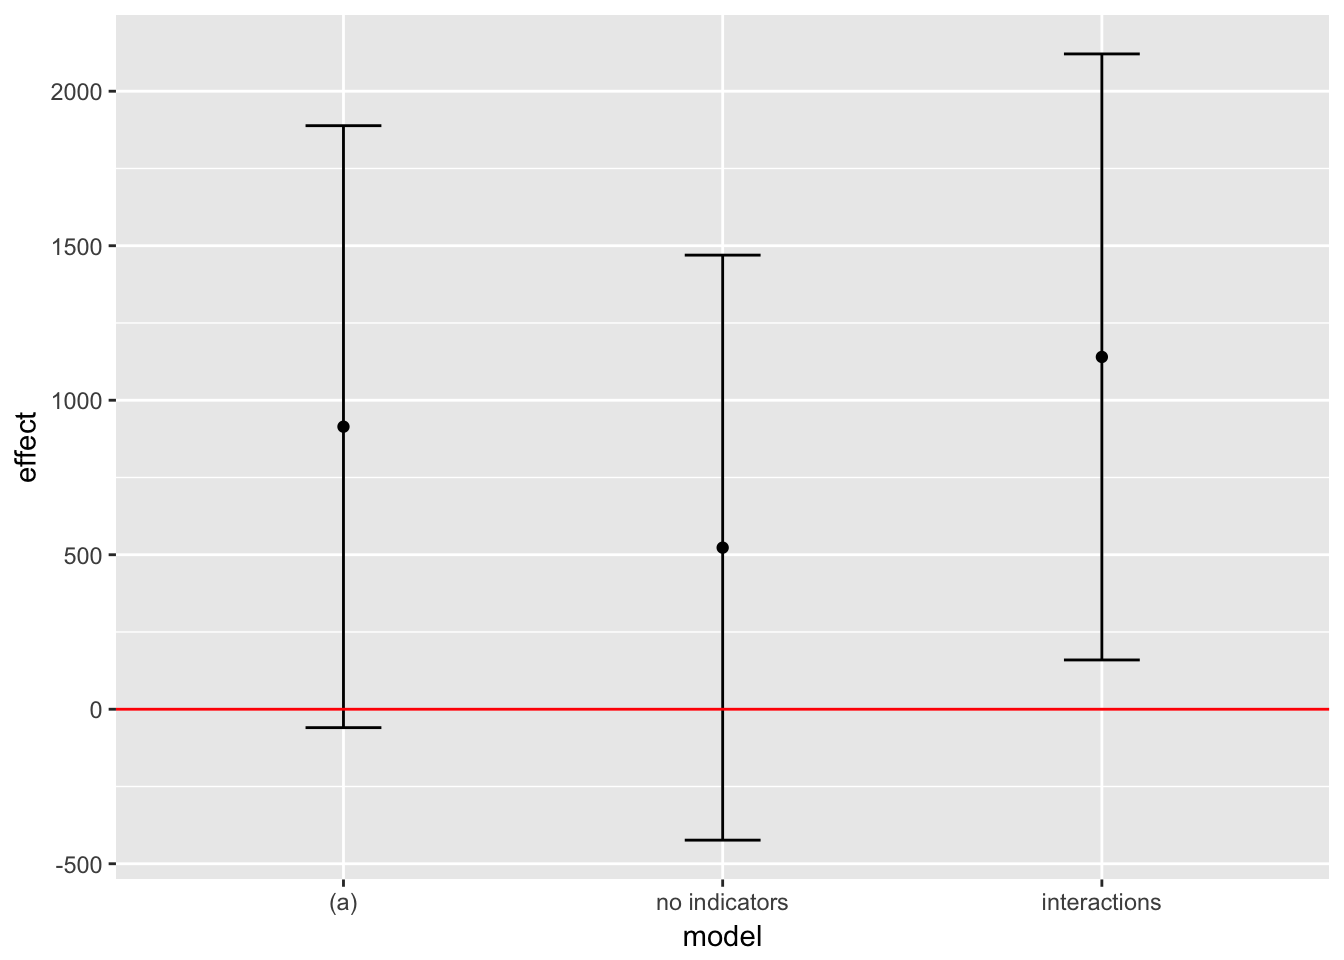 effect
2000
1500
1000
500
0
-500
(a)
no indicators
interactions
model